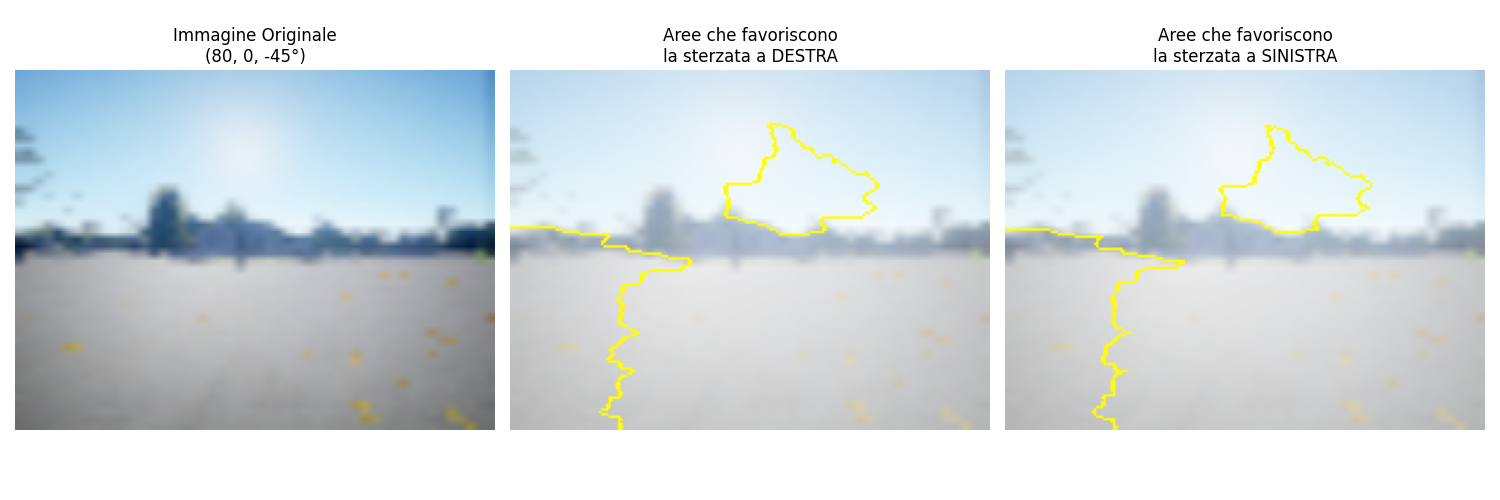 Immagine Originale
(80, 0, -45°)
Aree che favoriscono
la sterzata a DESTRA
Aree che favoriscono
la sterzata a SINISTRA